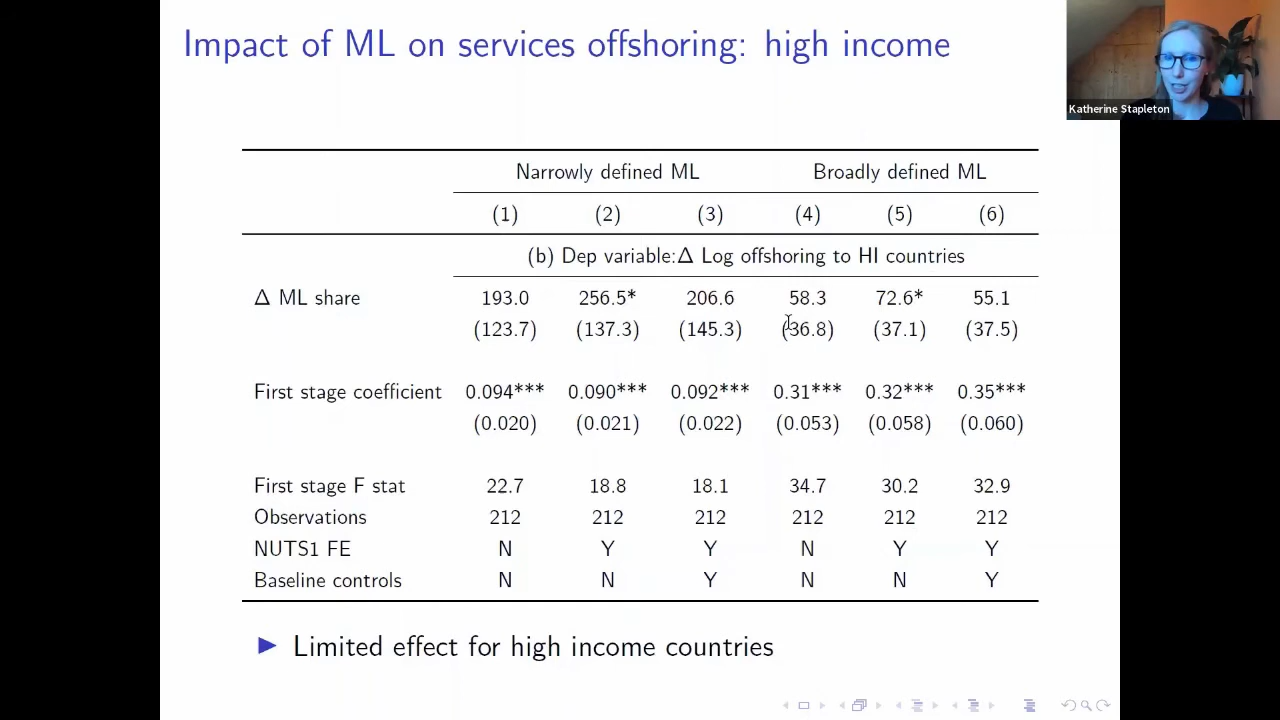 Impact of ML on services offshoring: high income
Katherine Stapleton
Narrowly defined ML Broadly defined ML
(1) (2) (3) (4) (5) (6)
(b) Dep variable:Δ Log offshoring to HI countries
Δ ML share 193.0 256.5* 206.6 58.3 72.6* 55.1
(123.7) (137.3) (145.3) (36.8) (37.1) (37.5)
First stage coefficient 0.094*** 0.090*** 0.092*** 0.31*** 0.32*** 0.35***
(0.020) (0.021) (0.022) (0.053) (0.058) (0.060)
First stage F stat 22.7 18.8 18.1 34.7 30.2 32.9
Observations 212 212 212 212 212 212
NUTS1 FE N Y Y N Y Y
Baseline controls N N Y N N Y
Limited effect for high income countries